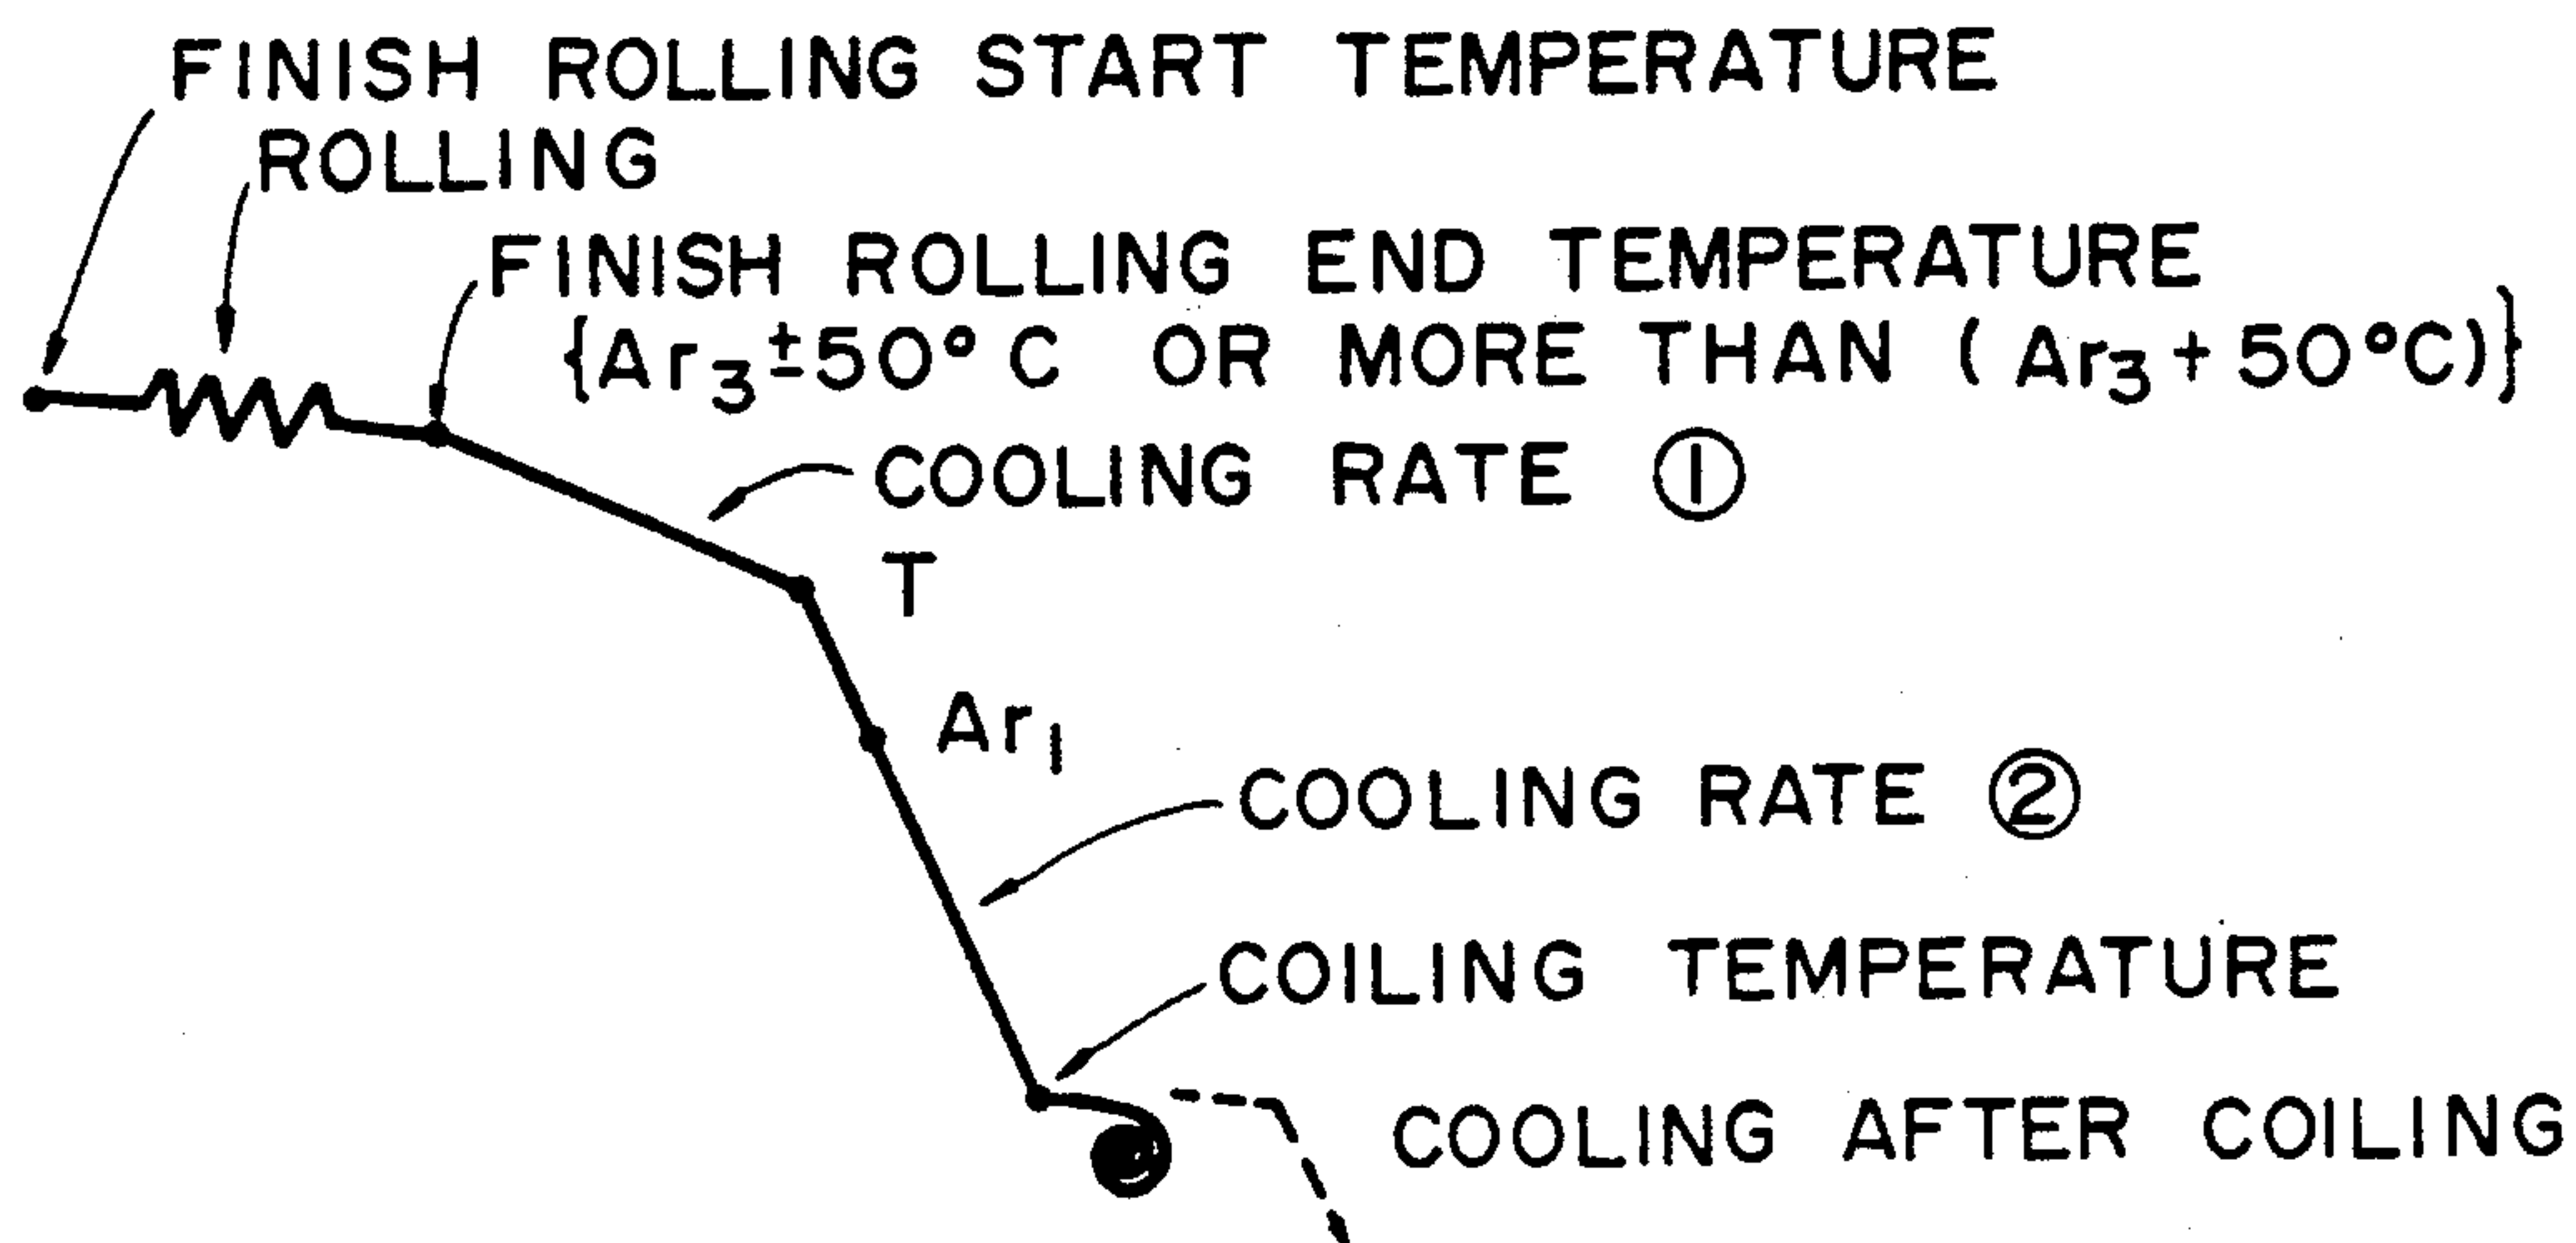 FINISH ROLLING START TEMPERATURE
ROLLING
FINISH ROLLING END TEMPERATURE
{Ar₃±50°C OR MORE THAN (Ar₃+50°C)}
COOLING RATE ①
T
Ar₁
COOLING RATE ②
COILING TEMPERATURE
COOLING AFTER COILING